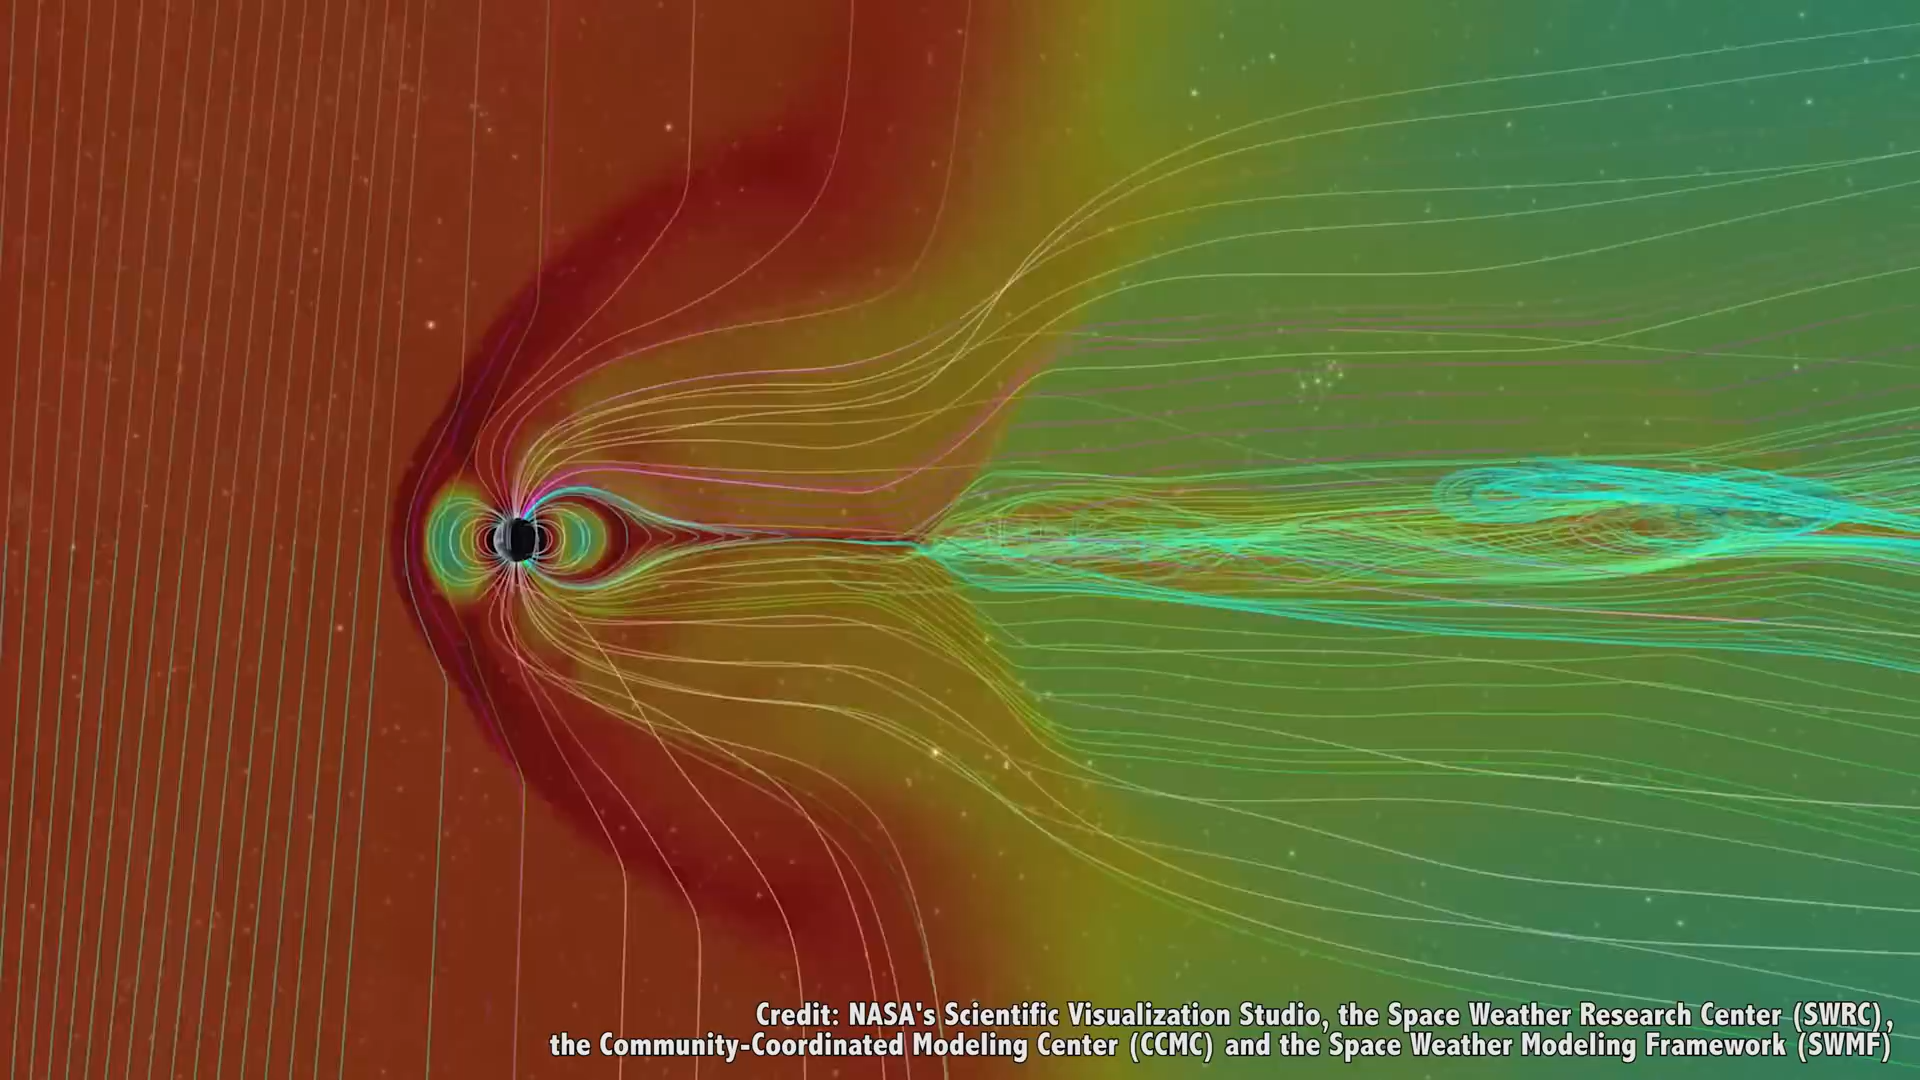 Credit: NASA's Scientific Visualization Studio, the Space Weather Research Center (SWRC),
the Community-Coordinated Modeling Center (CCMC) and the Space Weather Modeling Framework (SWMF)